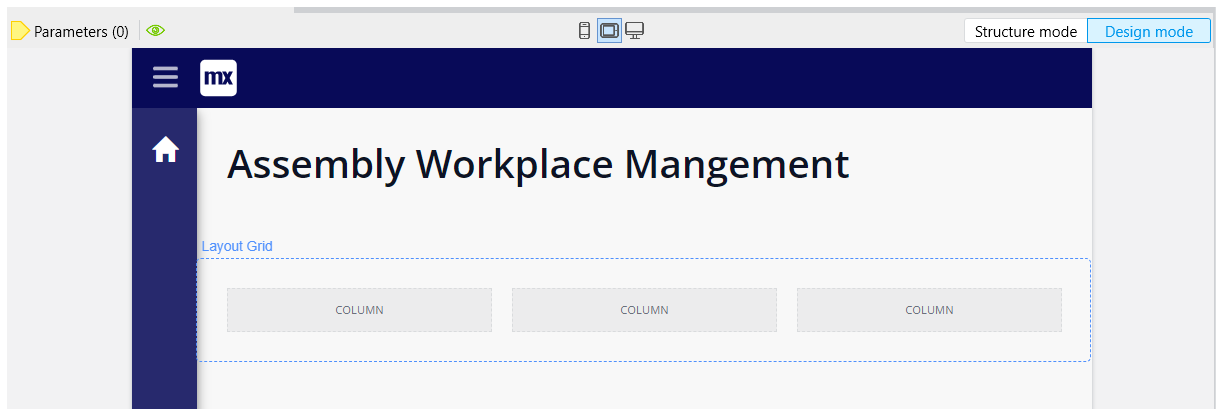 Parameters (0)
Structure mode
Design mode
mx
Assembly Workplace Mangement
Layout Grid
COLUMN
COLUMN
COLUMN